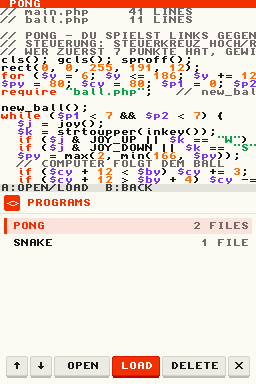 PONG
// main.php     41 LINES
// ball.php     11 LINES
// PONG - DU SPIELST LINKS GEGEN
// STEUERUNG: STEUERKREUZ HOCH/R
// WER ZUERST 7 PUNKTE HAT, GEWI
cls(); gcls(); sproff();
rect(0, 0, 255, 191, 12);
for ($y = 6; $y <= 186; $y += 12
$py = 80; $cy = 80; $p1 = 0; $p2
require "ball.php";    // new_bal
new_ball();
while ($p1 < 7 && $p2 < 7) {
$j = joy();
$k = strtoupper(inkey());
if ($j & JOY_UP || $k == "W")
if ($j & JOY_DOWN || $k == "S"
$py = max(2, min(166, $py));
// COMPUTER FOLGT DEM BALL
if ($cy + 12 < $by) $cy += 3;
if ($cy + 12 > $by + 4) $cy -=
A:OPEN/LOAD   B:BACK
<> PROGRAMS
PONG 2 FILES
SNAKE 1 FILE
↑ ↓ OPEN LOAD DELETE ×